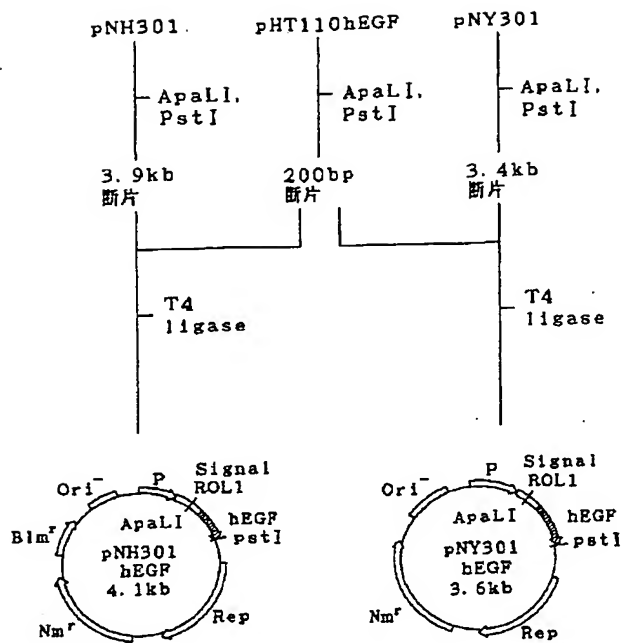 pNH301.
pHT110hEGF
pNY301
ApaLI,
PstI
ApaLI,
PstI
ApaLI,
PstI
3.9kb
断片
200bp
断片
3.4kb
断片
T4
ligase
T4
ligase
P
Signal
ROL1
Ori⁻
ApaLI
hEGF
pstI
Blmʳ
pNH301
hEGF
4.1kb
Nmʳ
Rep
P
Signal
ROL1
Ori⁻
ApaLI
hEGF
pstI
pNY301
hEGF
3.6kb
Nmʳ
Rep